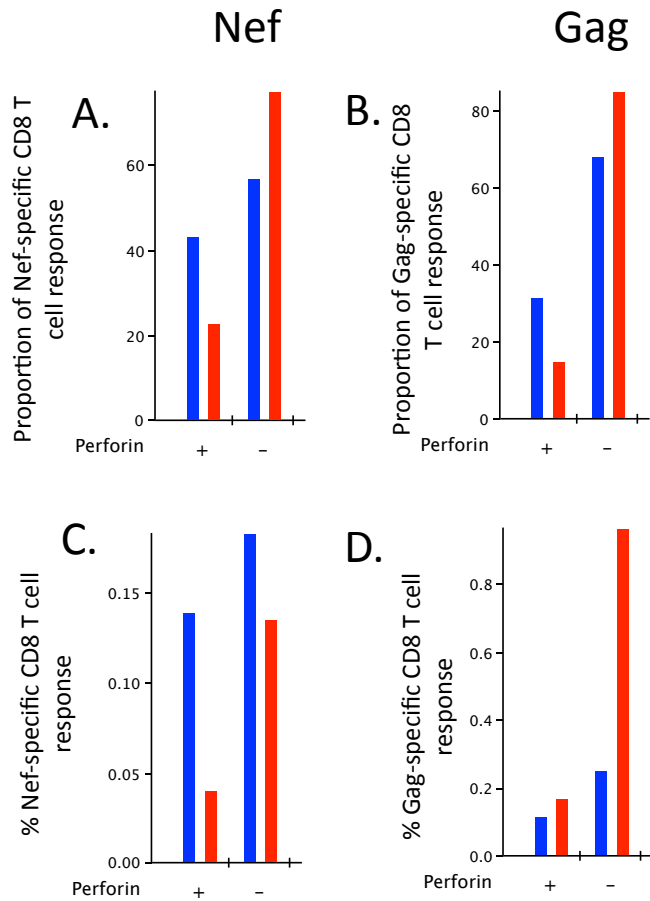 Nef
Gag
A.
B.
Proportion of Nef-specific CD8 T
cell response
60
40
20
0
Perforin + –
Proportion of Gag-specific CD8
T cell response
80
60
40
20
0
Perforin + –
C.
D.
% Nef-specific CD8 T cell
response
0.15
0.10
0.05
0.00
Perforin + –
% Gag-specific CD8 T cell
response
0.8
0.6
0.4
0.2
0.0
Perforin + –